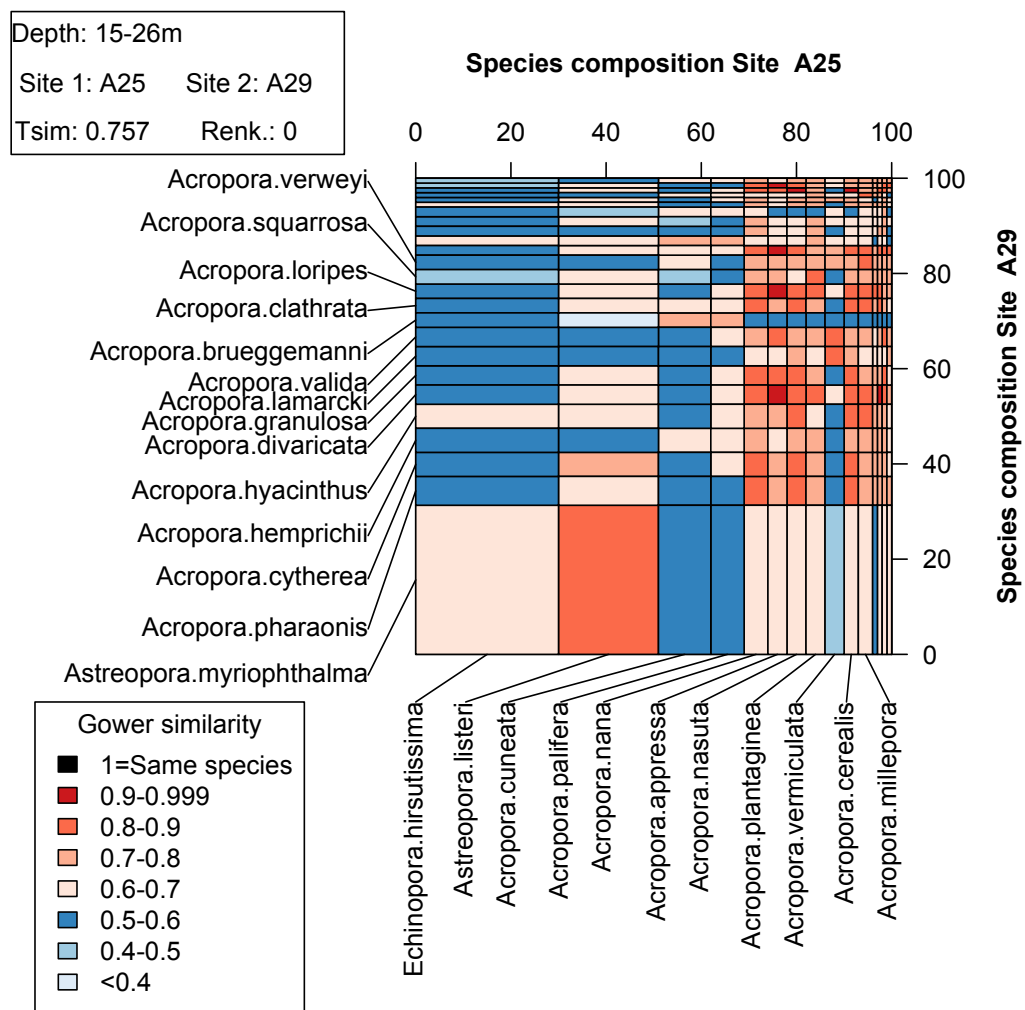 Depth: 15-26m
Site 1: A25 Site 2: A29
Tsim: 0.757 Renk.: 0
Species composition Site A25
0 20 40 60 80 100
Acropora.verweyi
Acropora.squarrosa
Acropora.loripes
Acropora.clathrata
Acropora.brueggemanni
Acropora.valida
Acropora.lamarcki
Acropora.granulosa
Acropora.divaricata
Acropora.hyacinthus
Acropora.hemprichii
Acropora.cytherea
Acropora.pharaonis
Astreopora.myriophthalma
100
80
60
40
20
0
Species composition Site A29
Echinopora.hirsutissima
Astreopora.listeri
Acropora.cuneata
Acropora.palifera
Acropora.nana
Acropora.appressa
Acropora.nasuta
Acropora.plantaginea
Acropora.vermiculata
Acropora.cerealis
Acropora.millepora
Gower similarity
1=Same species
0.9-0.999
0.8-0.9
0.7-0.8
0.6-0.7
0.5-0.6
0.4-0.5
<0.4